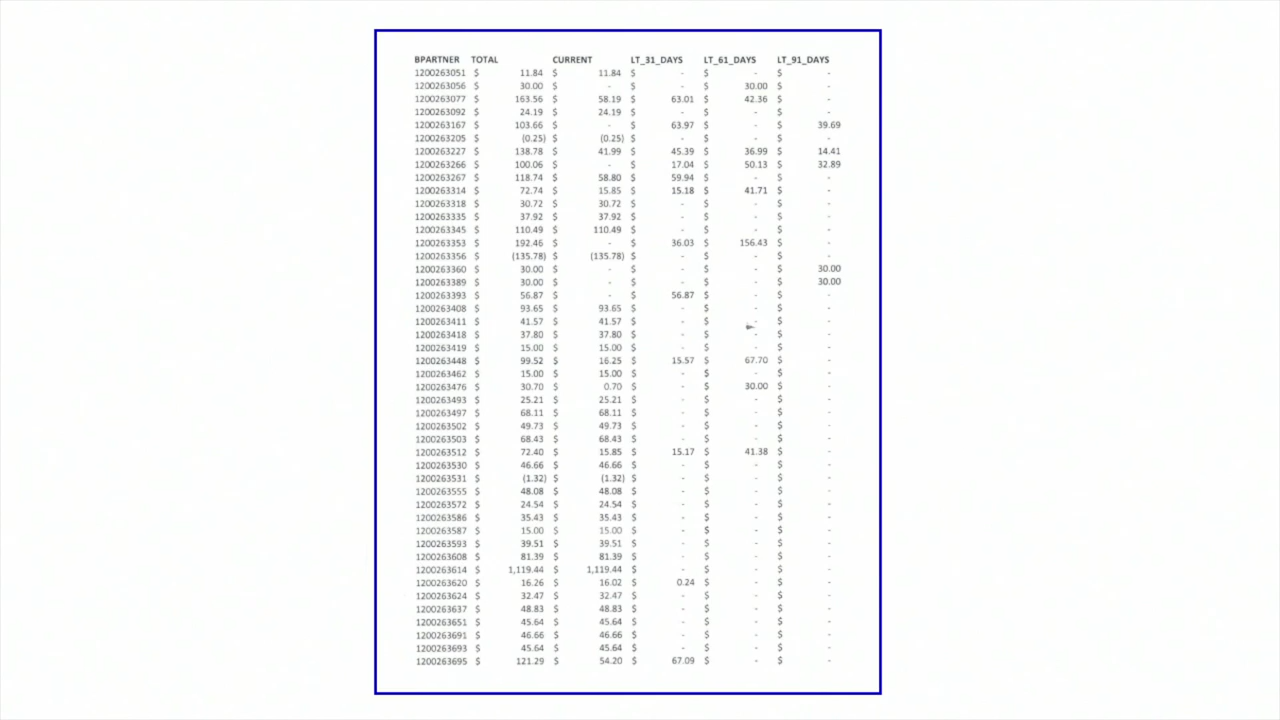 BPARTNER TOTAL CURRENT LT_31_DAYS LT_61_DAYS LT_91_DAYS
1200263051 $ 11.84 $ 11.84 $ - $ - $ -
1200263056 $ 30.00 $ - $ - $ 30.00 $ -
1200263077 $ 163.56 $ 58.19 $ 63.01 $ 42.36 $ -
1200263092 $ 24.19 $ 24.19 $ - $ - $ -
1200263167 $ 103.66 $ - $ 63.97 $ - $ 39.69
1200263205 $ (0.25) $ (0.25) $ - $ - $ -
1200263227 $ 138.78 $ 41.99 $ 45.39 $ 36.99 $ 14.41
1200263266 $ 100.06 $ - $ 17.04 $ 50.13 $ 32.89
1200263267 $ 118.74 $ 58.80 $ 59.94 $ - $ -
1200263314 $ 72.74 $ 15.85 $ 15.18 $ 41.71 $ -
1200263318 $ 30.72 $ 30.72 $ - $ - $ -
1200263335 $ 37.92 $ 37.92 $ - $ - $ -
1200263345 $ 110.49 $ 110.49 $ - $ - $ -
1200263353 $ 192.46 $ - $ 36.03 $ 156.43 $ -
1200263356 $ (135.78) $ (135.78) $ - $ - $ -
1200263360 $ 30.00 $ - $ - $ - $ 30.00
1200263389 $ 30.00 $ - $ - $ - $ 30.00
1200263393 $ 56.87 $ - $ 56.87 $ - $ -
1200263408 $ 93.65 $ 93.65 $ - $ - $ -
1200263411 $ 41.57 $ 41.57 $ - $ - $ -
1200263418 $ 37.80 $ 37.80 $ - $ - $ -
1200263419 $ 15.00 $ 15.00 $ - $ - $ -
1200263448 $ 99.52 $ 16.25 $ 15.57 $ 67.70 $ -
1200263462 $ 15.00 $ 15.00 $ - $ - $ -
1200263476 $ 30.70 $ 0.70 $ - $ 30.00 $ -
1200263493 $ 25.21 $ 25.21 $ - $ - $ -
1200263497 $ 68.11 $ 68.11 $ - $ - $ -
1200263502 $ 49.73 $ 49.73 $ - $ - $ -
1200263503 $ 68.43 $ 68.43 $ - $ - $ -
1200263512 $ 72.40 $ 15.85 $ 15.17 $ 41.38 $ -
1200263530 $ 46.66 $ 46.66 $ - $ - $ -
1200263531 $ (1.32) $ (1.32) $ - $ - $ -
1200263555 $ 48.08 $ 48.08 $ - $ - $ -
1200263572 $ 24.54 $ 24.54 $ - $ - $ -
1200263586 $ 35.43 $ 35.43 $ - $ - $ -
1200263587 $ 15.00 $ 15.00 $ - $ - $ -
1200263593 $ 39.51 $ 39.51 $ - $ - $ -
1200263608 $ 81.39 $ 81.39 $ - $ - $ -
1200263614 $ 1,119.44 $ 1,119.44 $ - $ - $ -
1200263620 $ 16.26 $ 16.02 $ 0.24 $ - $ -
1200263624 $ 32.47 $ 32.47 $ - $ - $ -
1200263637 $ 48.83 $ 48.83 $ - $ - $ -
1200263651 $ 45.64 $ 45.64 $ - $ - $ -
1200263691 $ 46.66 $ 46.66 $ - $ - $ -
1200263693 $ 45.64 $ 45.64 $ - $ - $ -
1200263695 $ 121.29 $ 54.20 $ 67.09 $ - $ -